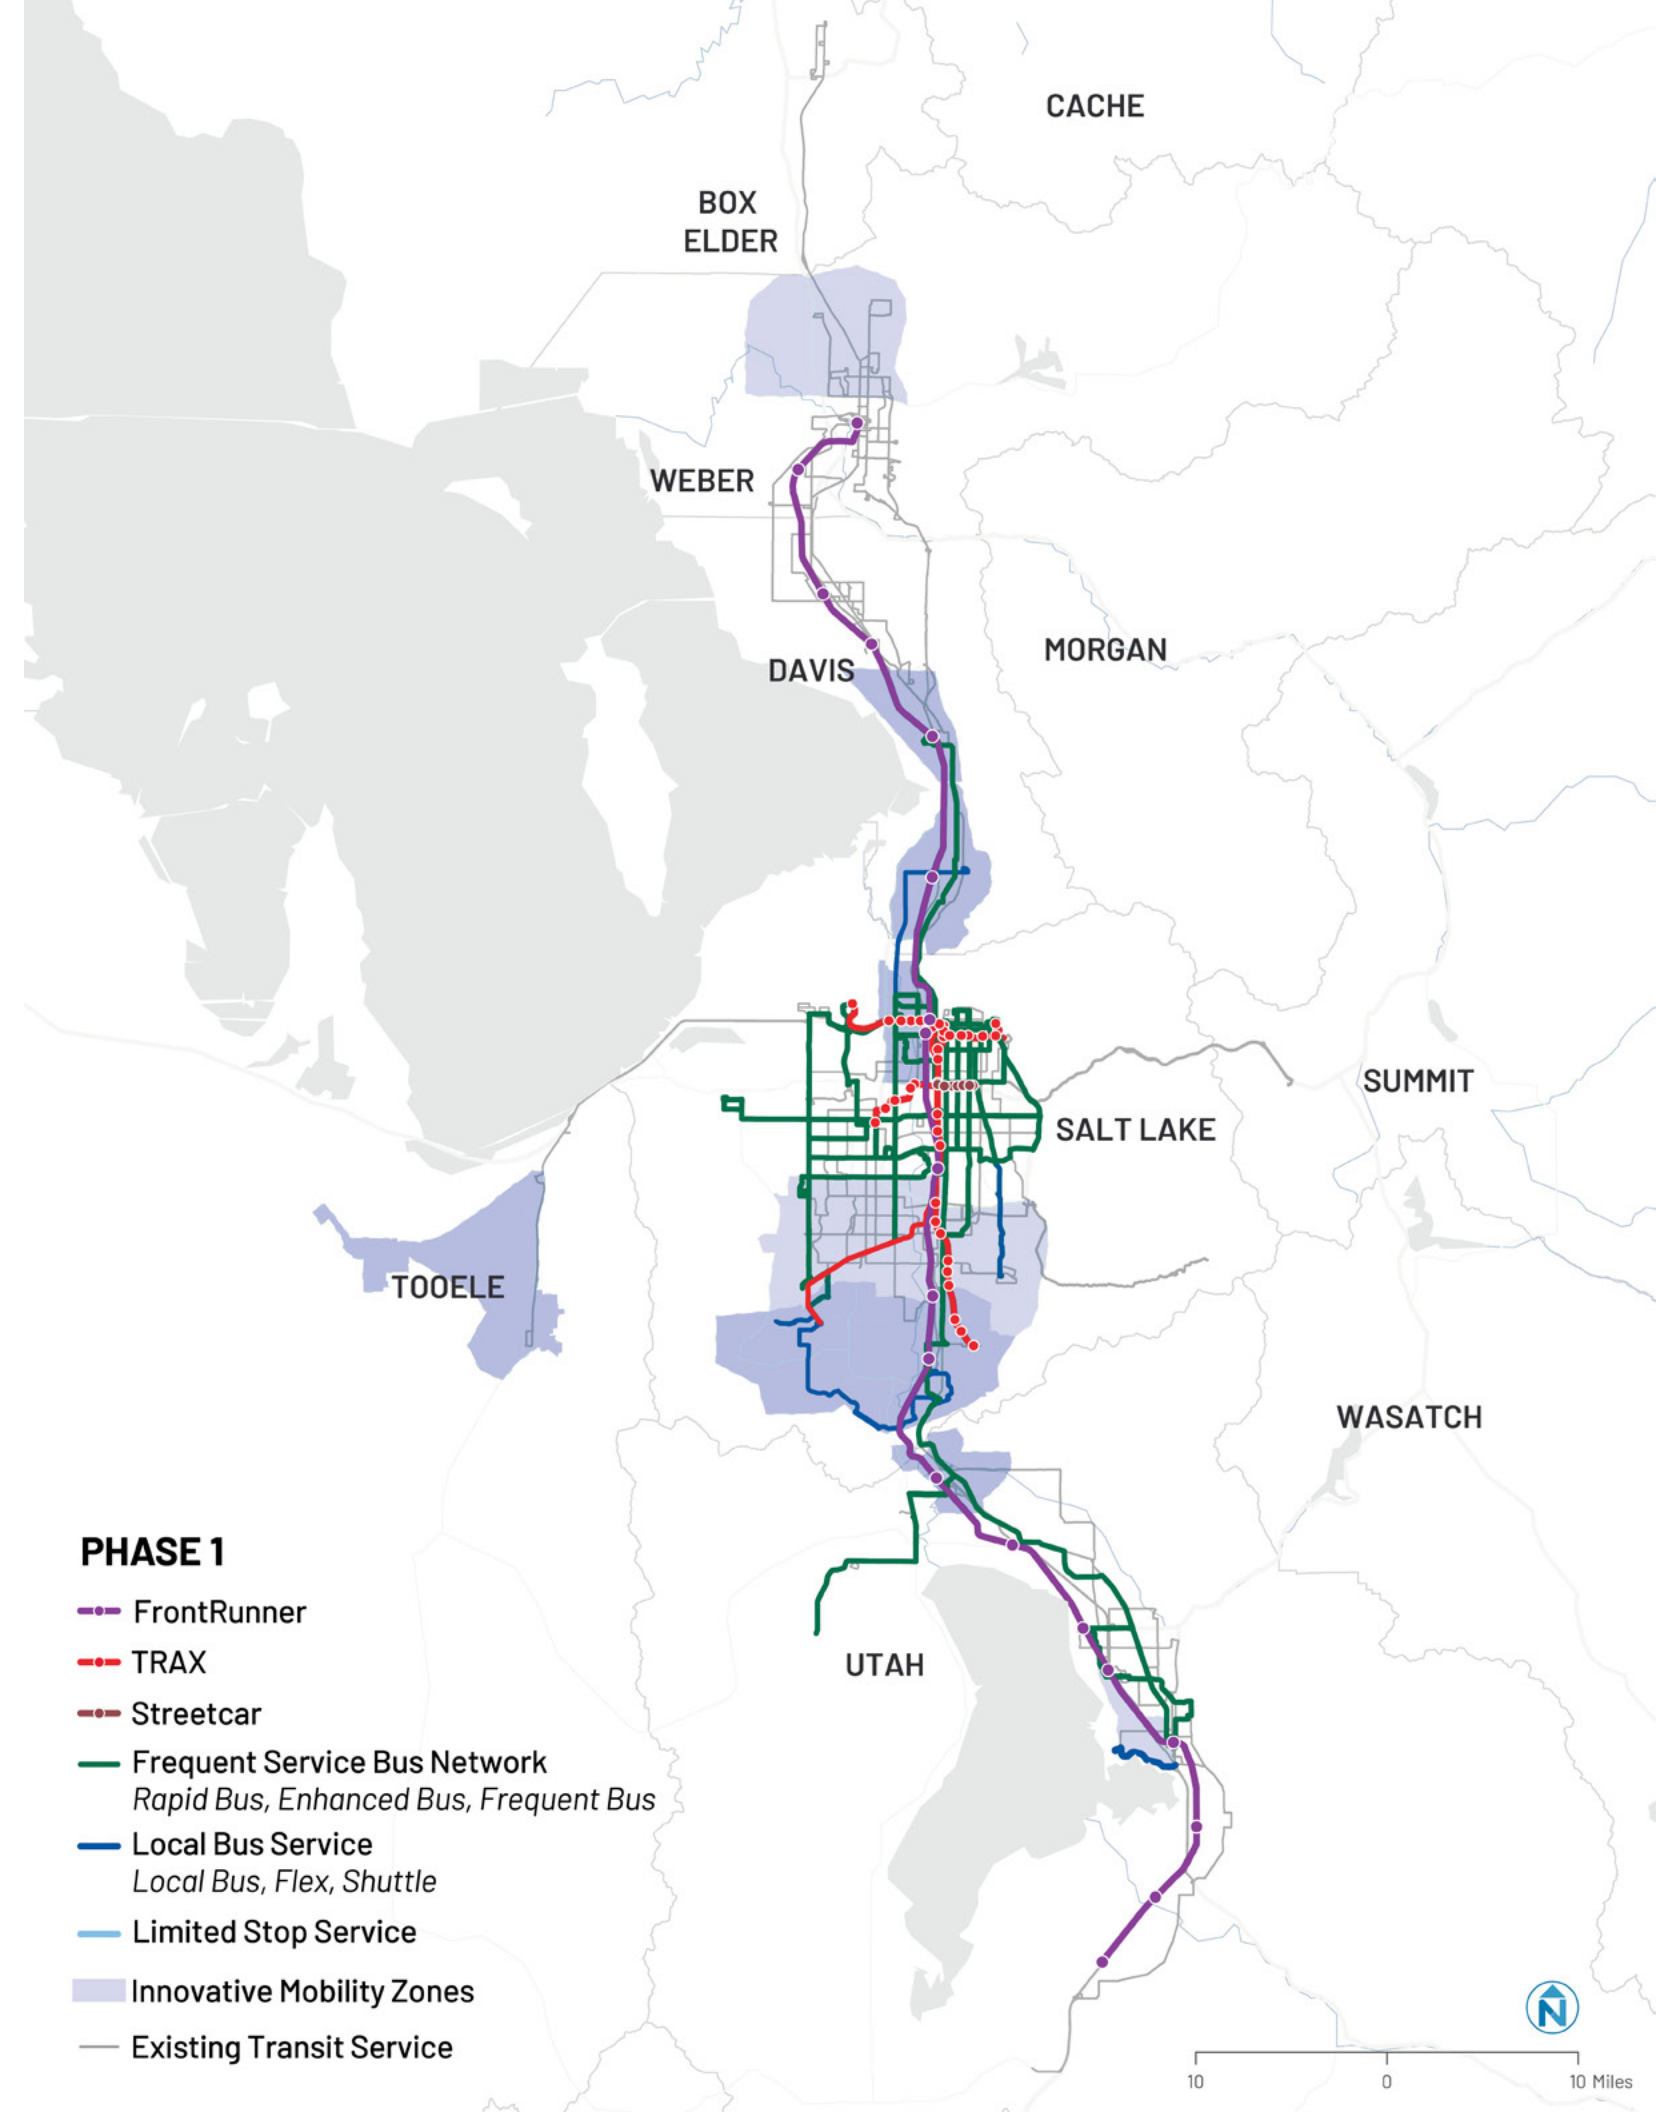 CACHE
BOX
ELDER
WEBER
MORGAN
DAVIS
SUMMIT
SALT LAKE
TOOELE
WASATCH
UTAH
PHASE 1
FrontRunner
TRAX
Streetcar
Frequent Service Bus Network
Rapid Bus, Enhanced Bus, Frequent Bus
Local Bus Service
Local Bus, Flex, Shuttle
Limited Stop Service
Innovative Mobility Zones
Existing Transit Service
N
10 0 10 Miles